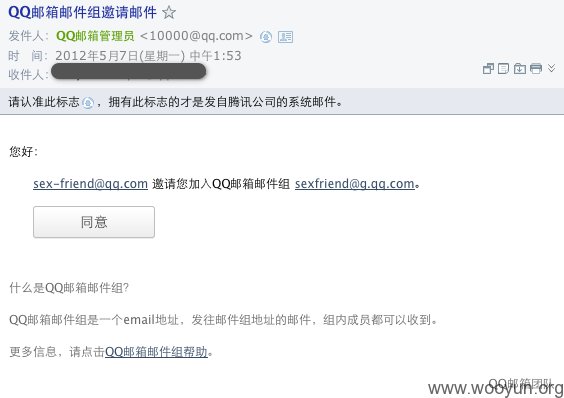 QQ邮箱邮件组邀请邮件
发件人：QQ邮箱管理员 <10000@qq.com>
时 间：2012年5月7日(星期一) 中午1:53
收件人：
请认准此标志，拥有此标志的才是发自腾讯公司的系统邮件。
您好：
sex-friend@qq.com 邀请您加入QQ邮箱邮件组 sexfriend@g.qq.com。
同意
什么是QQ邮箱邮件组？
QQ邮箱邮件组是一个email地址，发往邮件组地址的邮件，组内成员都可以收到。
更多信息，请点击QQ邮箱邮件组帮助。
QQ邮箱团队
www.wooyun.org